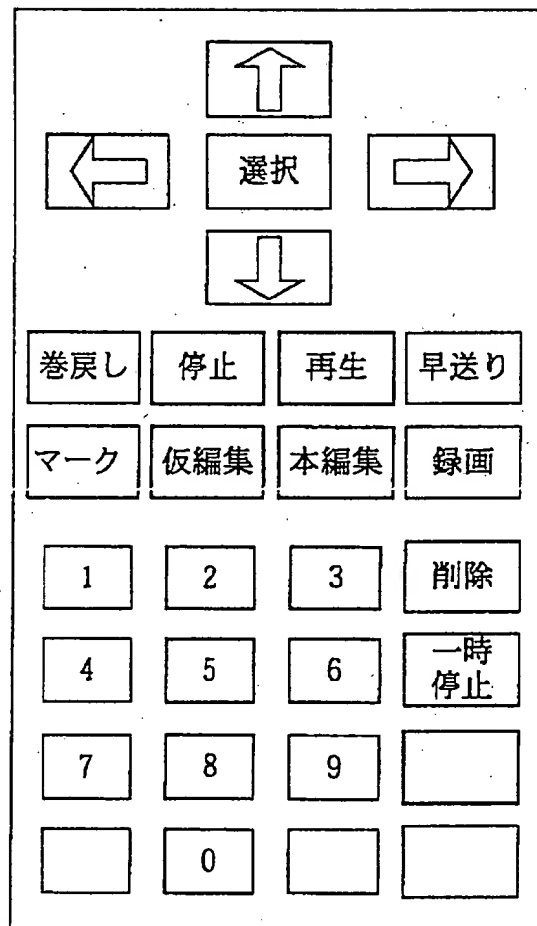 選択
巻戻し 停止 再生 早送り
マーク 仮編集 本編集 録画
1 2 3 削除
4 5 6 一時
停止
7 8 9
0